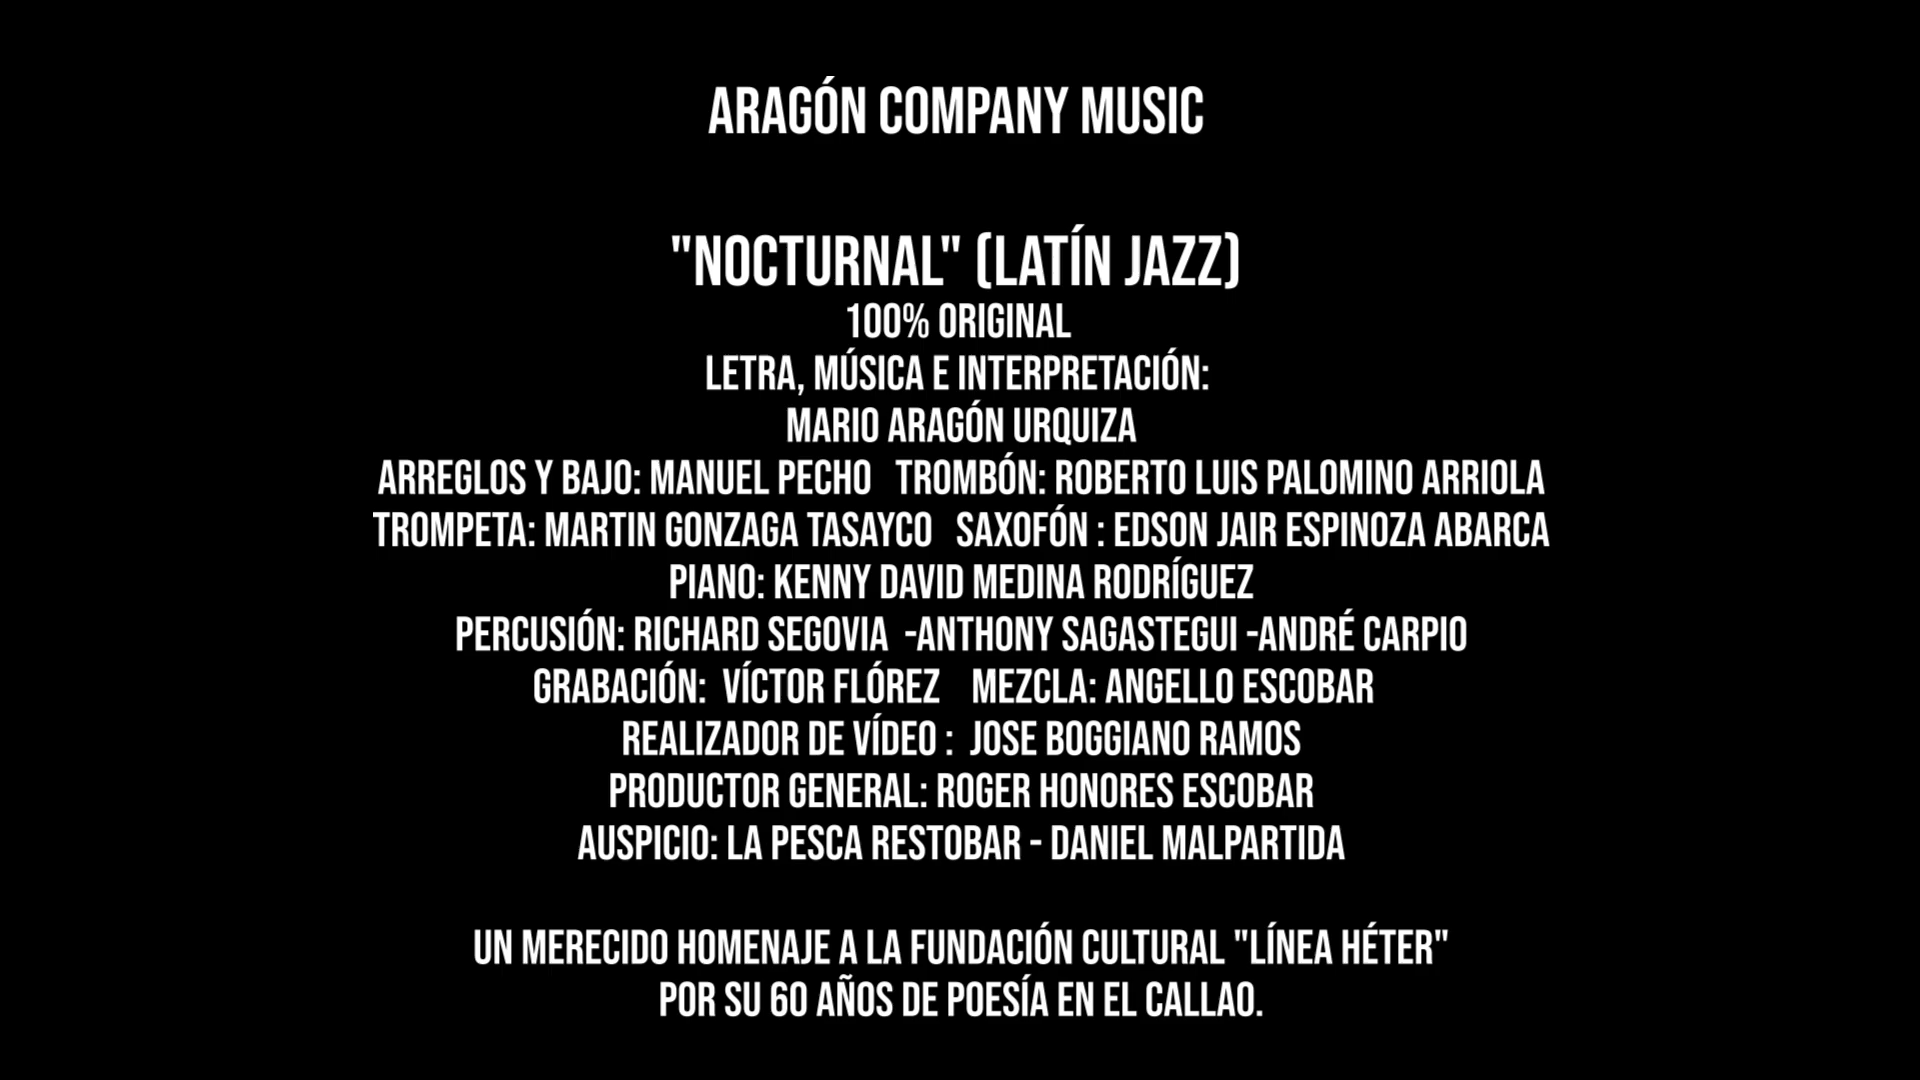 ARAGÓN COMPANY MUSIC
"NOCTURNAL" (LATÍN JAZZ)
100% ORIGINAL
LETRA, MÚSICA E INTERPRETACIÓN:
MARIO ARAGÓN URQUIZA
ARREGLOS Y BAJO: MANUEL PECHO TROMBÓN: ROBERTO LUIS PALOMINO ARRIOLA
TROMPETA: MARTIN GONZAGA TASAYCO SAXOFÓN : EDSON JAIR ESPINOZA ABARCA
PIANO: KENNY DAVID MEDINA RODRÍGUEZ
PERCUSIÓN: RICHARD SEGOVIA -ANTHONY SAGASTEGUI -ANDRÉ CARPIO
GRABACIÓN: VÍCTOR FLÓREZ MEZCLA: ANGELLO ESCOBAR
REALIZADOR DE VÍDEO : JOSE BOGGIANO RAMOS
PRODUCTOR GENERAL: ROGER HONORES ESCOBAR
AUSPICIO: LA PESCA RESTOBAR - DANIEL MALPARTIDA
UN MERECIDO HOMENAJE A LA FUNDACIÓN CULTURAL "LÍNEA HÉTER"
POR SU 60 AÑOS DE POESÍA EN EL CALLAO.